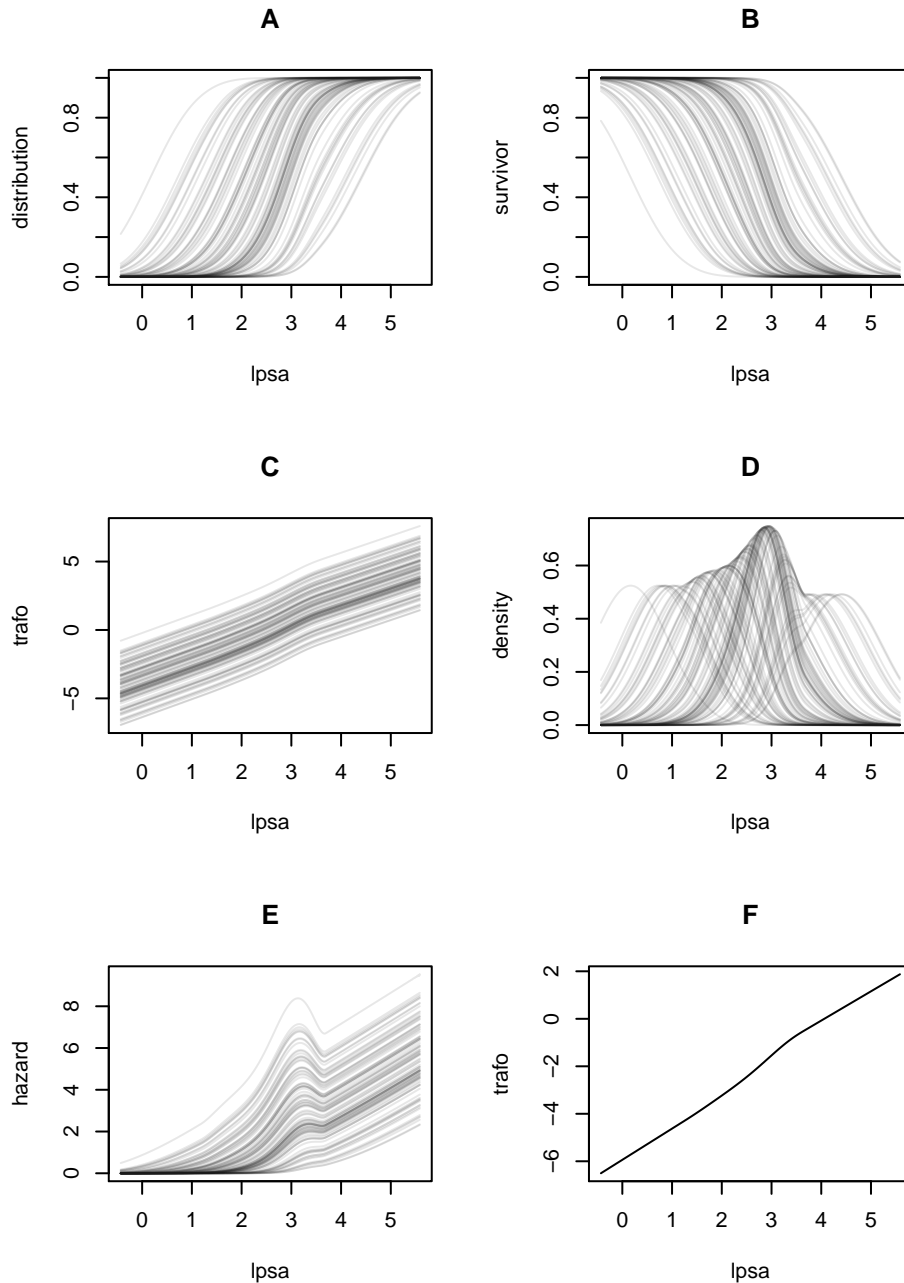 A
distribution
0.0 0.4 0.8
0 1 2 3 4 5
lpsa
B
survivor
0.0 0.4 0.8
0 1 2 3 4 5
lpsa
C
trafo
−5 0 5
0 1 2 3 4 5
lpsa
D
density
0.0 0.2 0.4 0.6
0 1 2 3 4 5
lpsa
E
hazard
0 2 4 6 8
0 1 2 3 4 5
lpsa
F
trafo
−6 −4 −2 0 2
0 1 2 3 4 5
lpsa